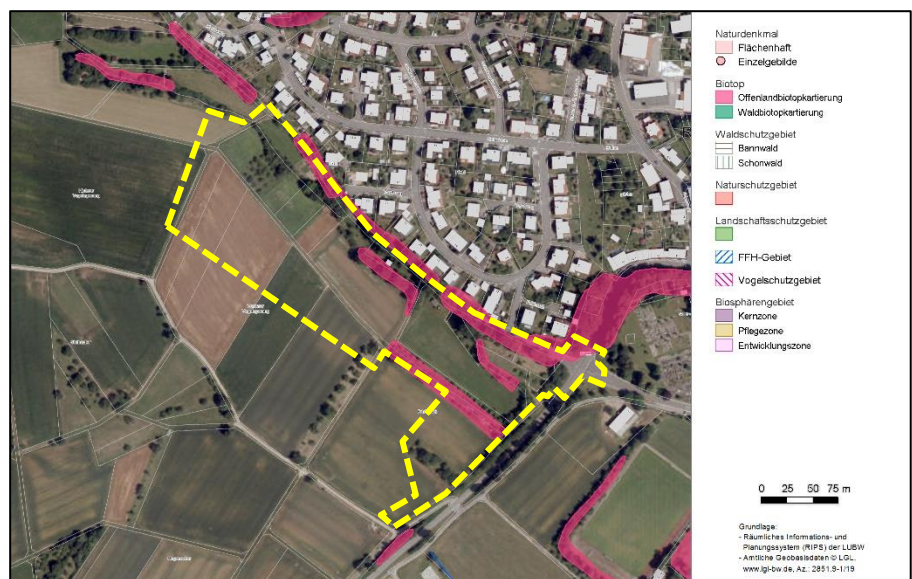 Naturdenkmal
Flächenhaft
Einzelgebilde
Biotop
Offenlandbiotopkartierung
Waldbiotopkartierung
Waldschutzgebiet
Bannwald
Schonwald
Naturschutzgebiet
Landschaftsschutzgebiet
FFH-Gebiet
Vogelschutzgebiet
Biosphärengebiet
Kernzone
Pflegezone
Entwicklungszone
0 25 50 75 m
Grundlage:
- Räumliches Informations- und
Planungssystem (RIPS) der LUBW
- Amtliche Geobasisdaten © LGL,
www.lgl-bw.de, Az.: 2851.9-1/19